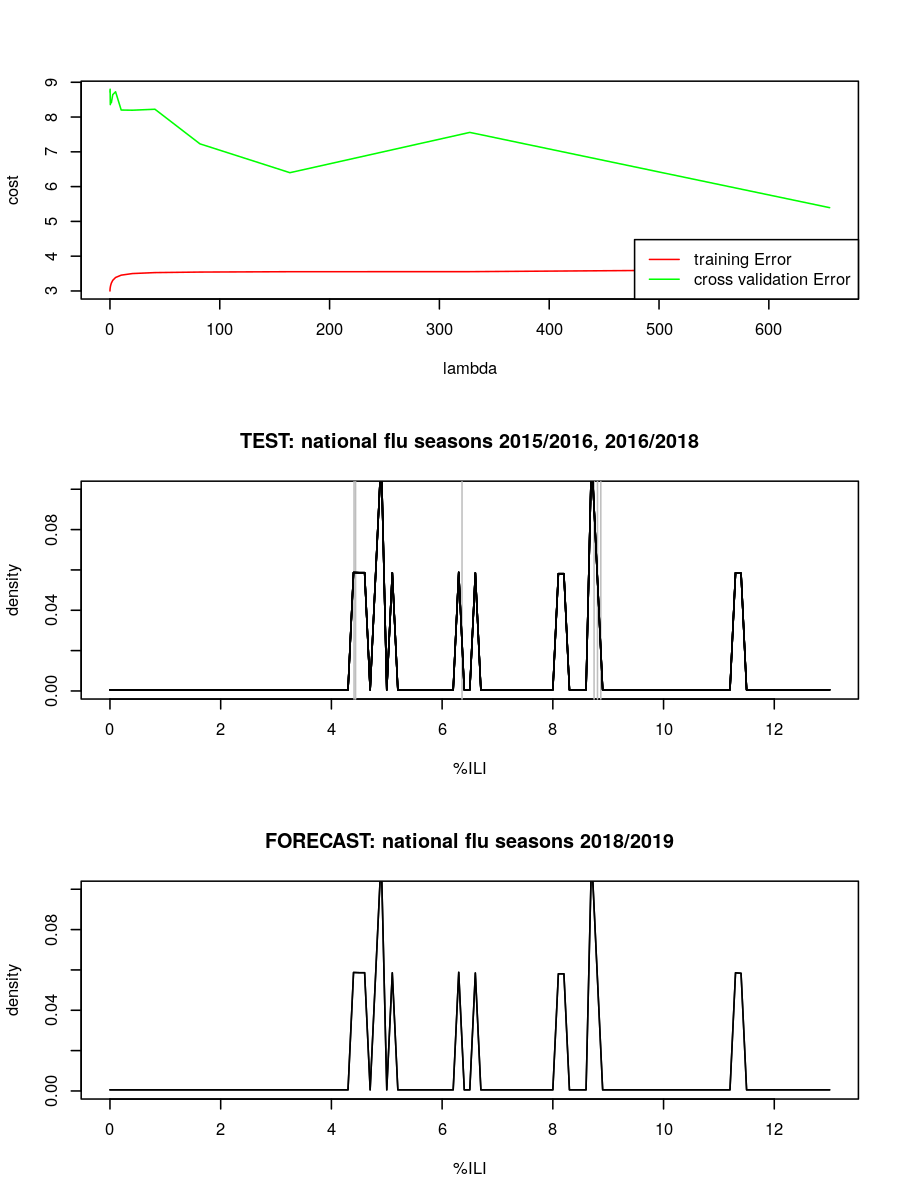 9
8
7
6
5
4
3
cost
training Error
cross validation Error
0 100 200 300 400 500 600
lambda
TEST: national flu seasons 2015/2016, 2016/2018
0.08
0.04
0.00
density
0 2 4 6 8 10 12
%ILI
FORECAST: national flu seasons 2018/2019
0.08
0.04
0.00
density
0 2 4 6 8 10 12
%ILI